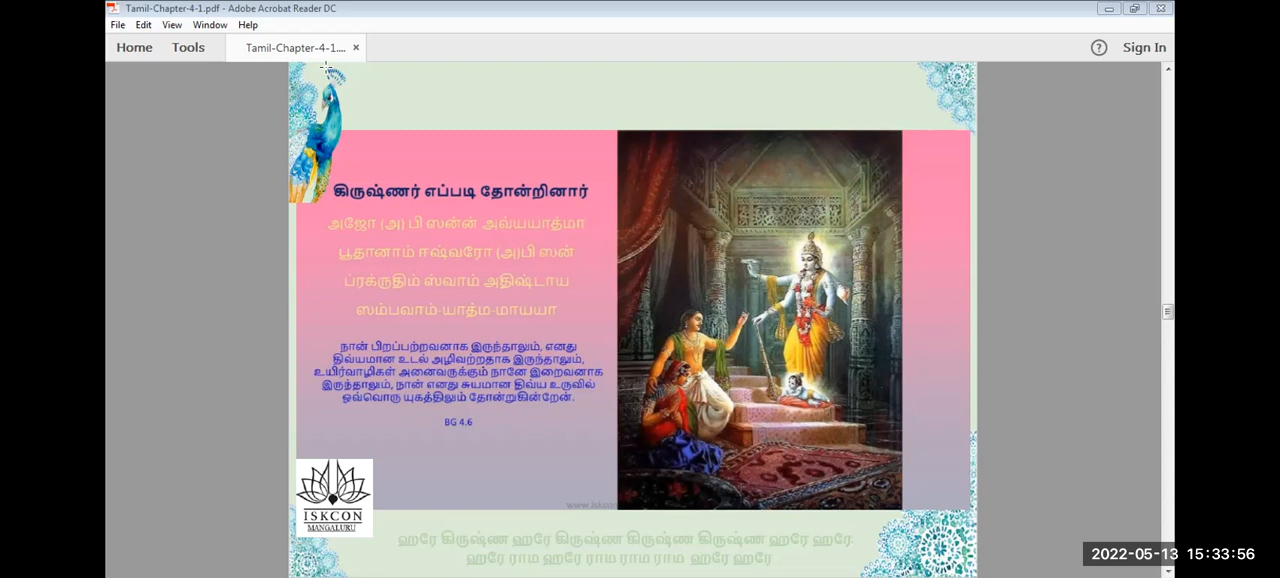 Tamil-Chapter-4-1.pdf - Adobe Acrobat Reader DC
File Edit View Window Help
Home Tools Tamil-Chapter-4-1.... × ? Sign In
கிருஷ்ணர் எப்படி தோன்றினார்
அஜோ (அ) பி ஸன்ன் அவ்யயாத்மா
பூதானாம் ஈஷ்வரோ (அ)பி ஸன்
ப்ரக்ருதிம் ஸ்வாம் அதிஷ்டாய
ஸம்பவாம்-யாத்ம-மாயயா
நான் பிறப்பற்றவனாக இருந்தாலும், எனது
திவ்யமான உடல் அழிவற்றதாக இருந்தாலும்,
உயிர்வாழிகள் அனைவருக்கும் நானே இறைவனாக
இருந்தாலும், நான் எனது சுயமான திவ்ய உருவில்
ஒவ்வொரு யுகத்திலும் தோன்றுகின்றேன்.
BG 4.6
ISKCON
MANGALURU
ஹரே கிருஷ்ண ஹரே கிருஷ்ண கிருஷ்ண கிருஷ்ண ஹரே ஹரே
ஹரே ராம ஹரே ராம ராம ராம ஹரே ஹரே
2022-05-13 15:33:56